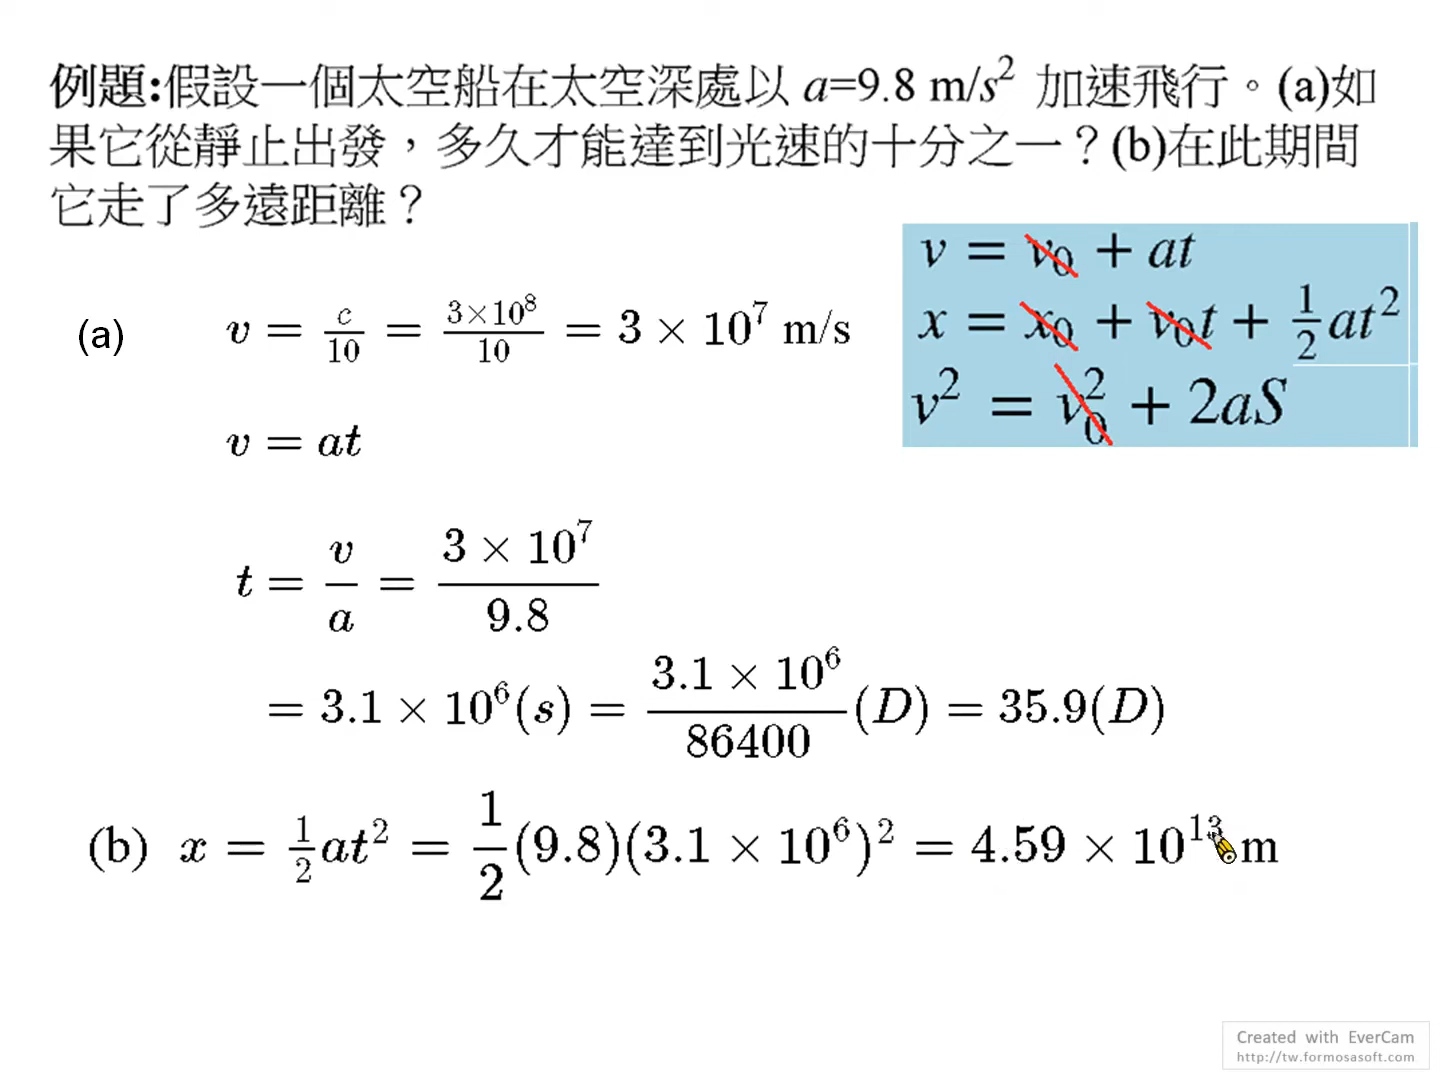 例題:假設一個太空船在太空深處以 a=9.8 m/s² 加速飛行。(a)如
果它從靜止出發，多久才能達到光速的十分之一？(b)在此期間
它走了多遠距離？
v = v₀ + at
x = x₀ + v₀t + 1/2 at²
v² = v₀² + 2aS
(a) v = c/10 = 3×10⁸/10 = 3 × 10⁷ m/s
v = at
t = v/a = 3 × 10⁷/9.8
= 3.1 × 10⁶(s) = 3.1 × 10⁶/86400 (D) = 35.9(D)
(b) x = 1/2 at² = 1/2 (9.8)(3.1 × 10⁶)² = 4.59 × 10¹³ m
Created with EverCam
http://tw.formosasoft.com